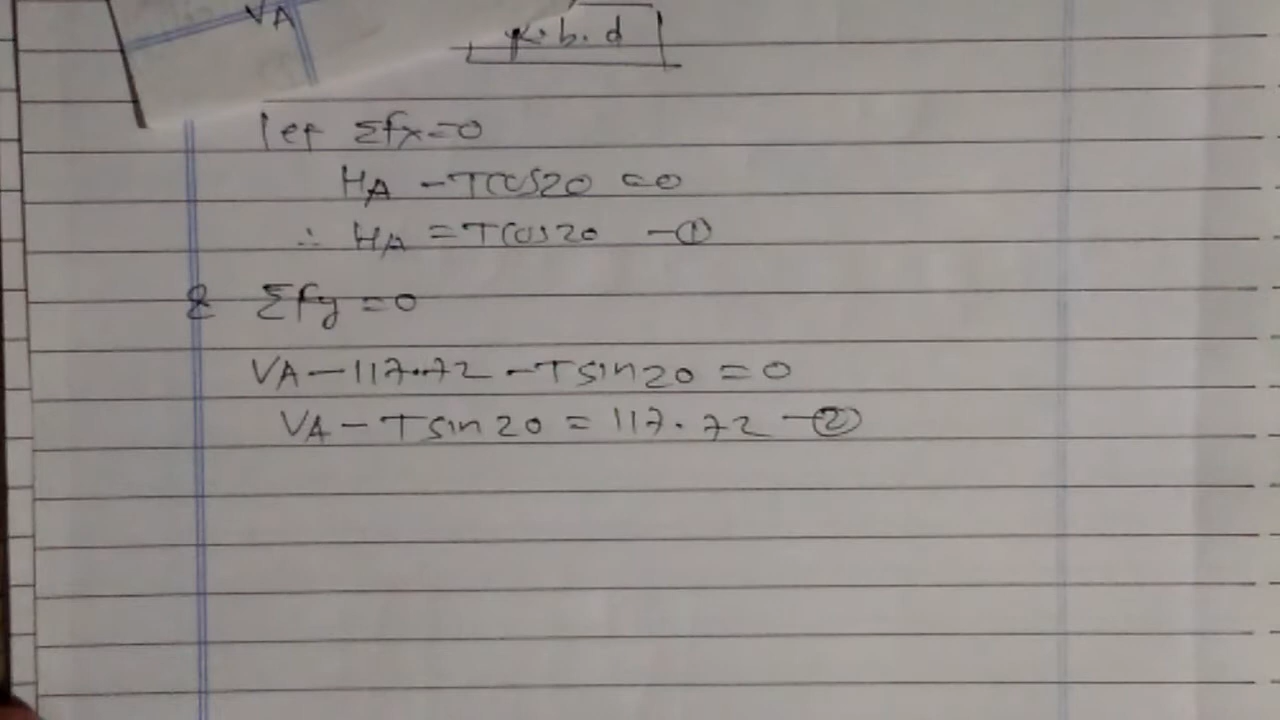 VA
F.b.d
let Σfx=0
HA - Tcos20 =0
∴ HA = Tcos20 -①
& Σfy =0
VA - 117.72 - Tsin20 = 0
VA - Tsin20 = 117.72 -②